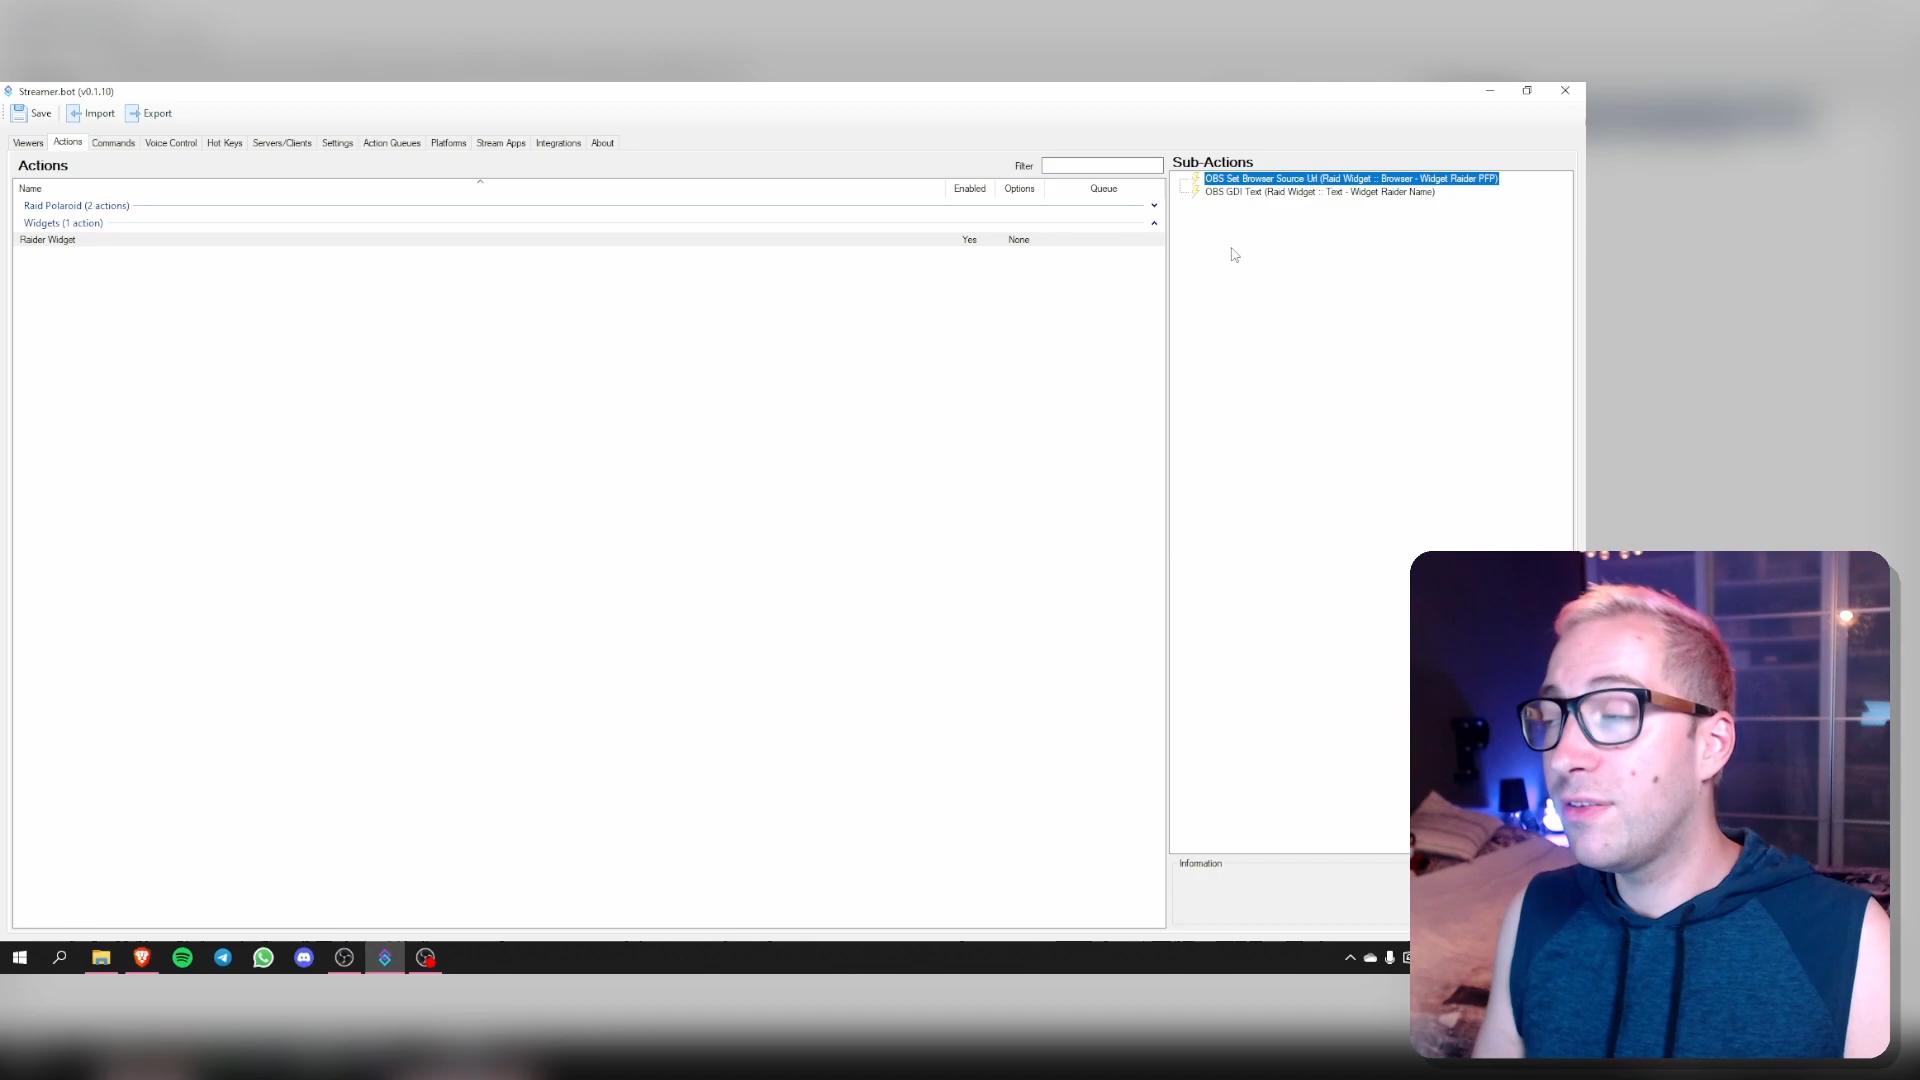 Streamer.bot (v0.1.10)
Save Import Export
Viewers Actions Commands Voice Control Hot Keys Servers/Clients Settings Action Queues Platforms Stream Apps Integrations About
Actions
Filter
Name Enabled Options Queue
Raid Polaroid (2 actions)
Widgets (1 action)
Raider Widget Yes None
Sub-Actions
OBS Set Browser Source Url (Raid Widget :: Browser - Widget Raider PFP)
OBS GDI Text (Raid Widget :: Text - Widget Raider Name)
Information